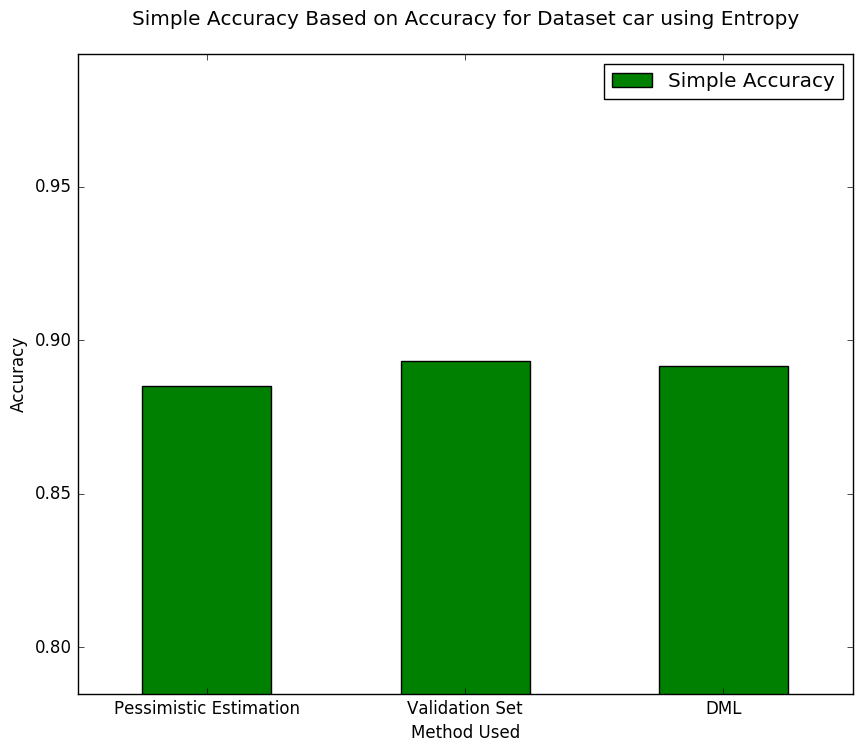 Simple Accuracy Based on Accuracy for Dataset car using Entropy
Simple Accuracy
0.95
0.90
0.85
0.80
Accuracy
Pessimistic Estimation
Validation Set
DML
Method Used